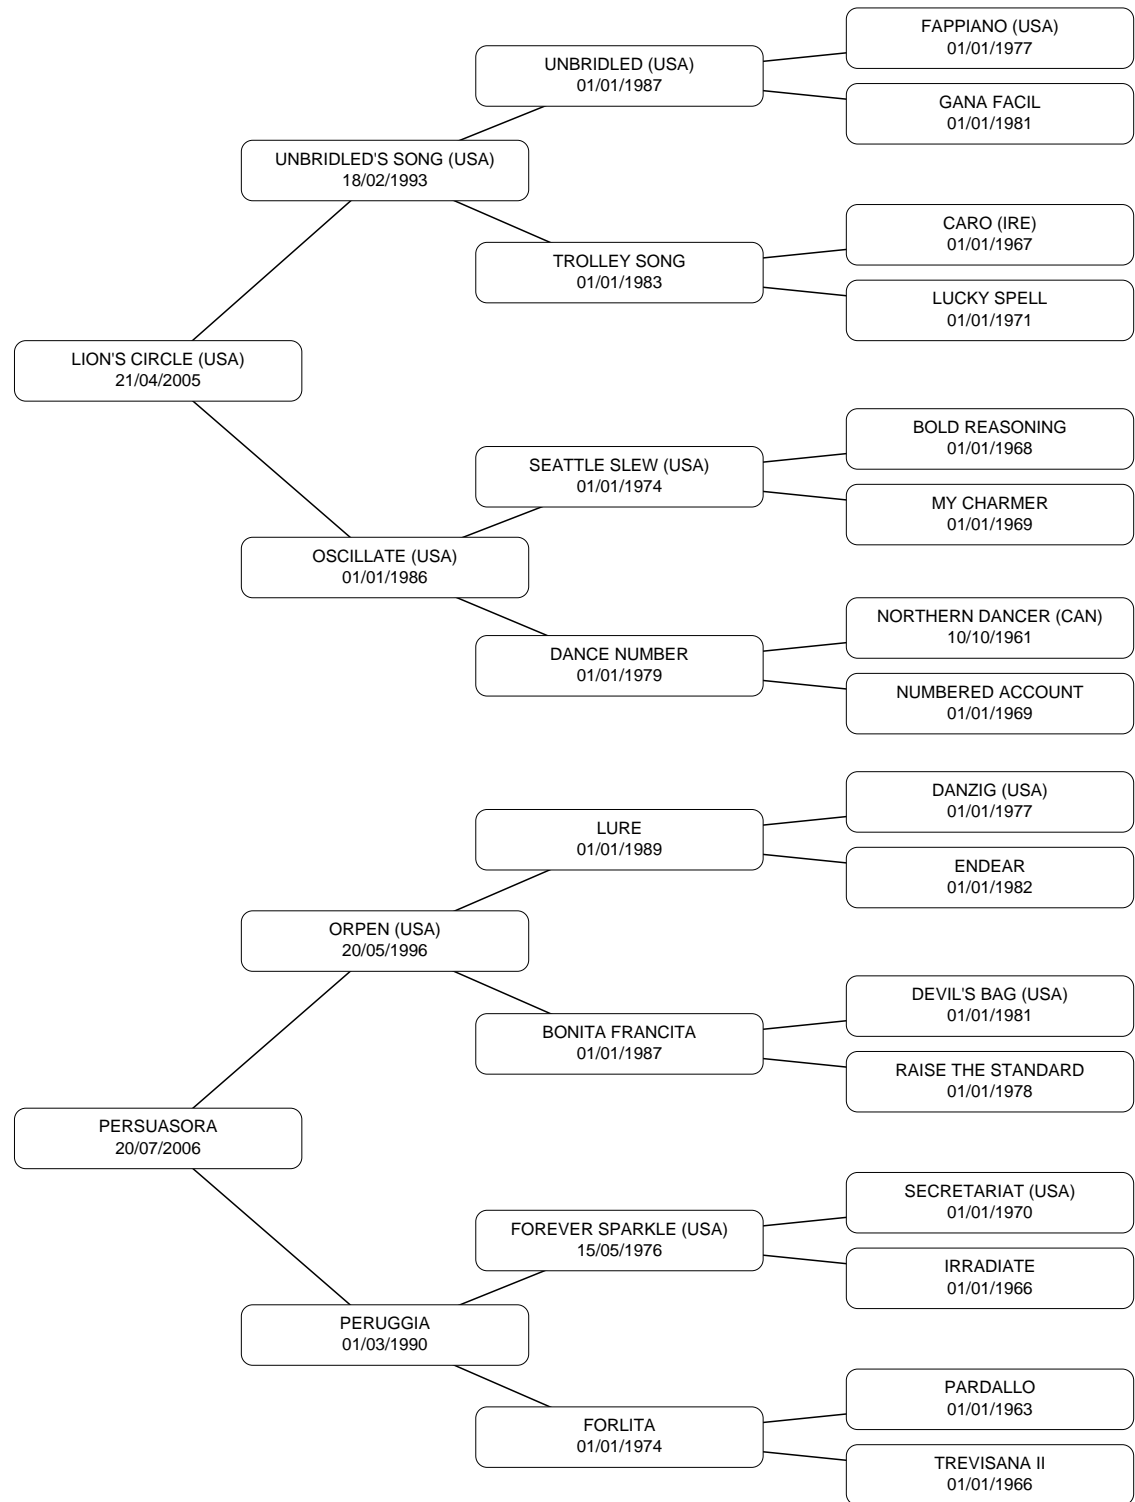 FAPPIANO (USA)
01/01/1977
UNBRIDLED (USA)
01/01/1987
GANA FACIL
01/01/1981
UNBRIDLED'S SONG (USA)
18/02/1993
CARO (IRE)
01/01/1967
TROLLEY SONG
01/01/1983
LUCKY SPELL
01/01/1971
LION'S CIRCLE (USA)
21/04/2005
BOLD REASONING
01/01/1968
SEATTLE SLEW (USA)
01/01/1974
MY CHARMER
01/01/1969
OSCILLATE (USA)
01/01/1986
NORTHERN DANCER (CAN)
10/10/1961
DANCE NUMBER
01/01/1979
NUMBERED ACCOUNT
01/01/1969
DANZIG (USA)
01/01/1977
LURE
01/01/1989
ENDEAR
01/01/1982
ORPEN (USA)
20/05/1996
DEVIL'S BAG (USA)
01/01/1981
BONITA FRANCITA
01/01/1987
RAISE THE STANDARD
01/01/1978
PERSUASORA
20/07/2006
SECRETARIAT (USA)
01/01/1970
FOREVER SPARKLE (USA)
15/05/1976
IRRADIATE
01/01/1966
PERUGGIA
01/03/1990
PARDALLO
01/01/1963
FORLITA
01/01/1974
TREVISANA II
01/01/1966